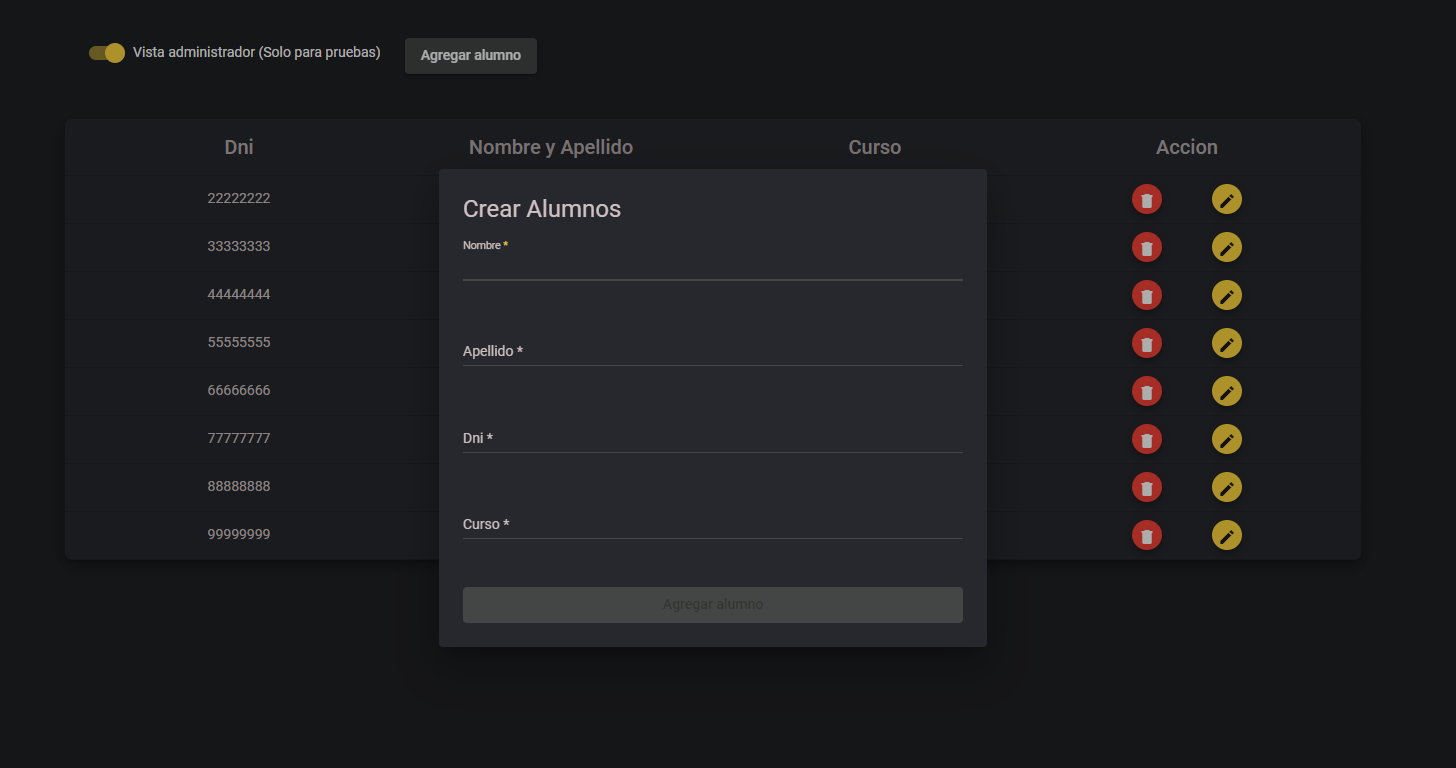 Vista administrador (Solo para pruebas) Agregar alumno
Dni Nombre y Apellido Curso Accion
22222222
33333333
44444444
55555555
66666666
77777777
88888888
99999999
Crear Alumnos
Nombre *
Apellido *
Dni *
Curso *
Agregar alumno